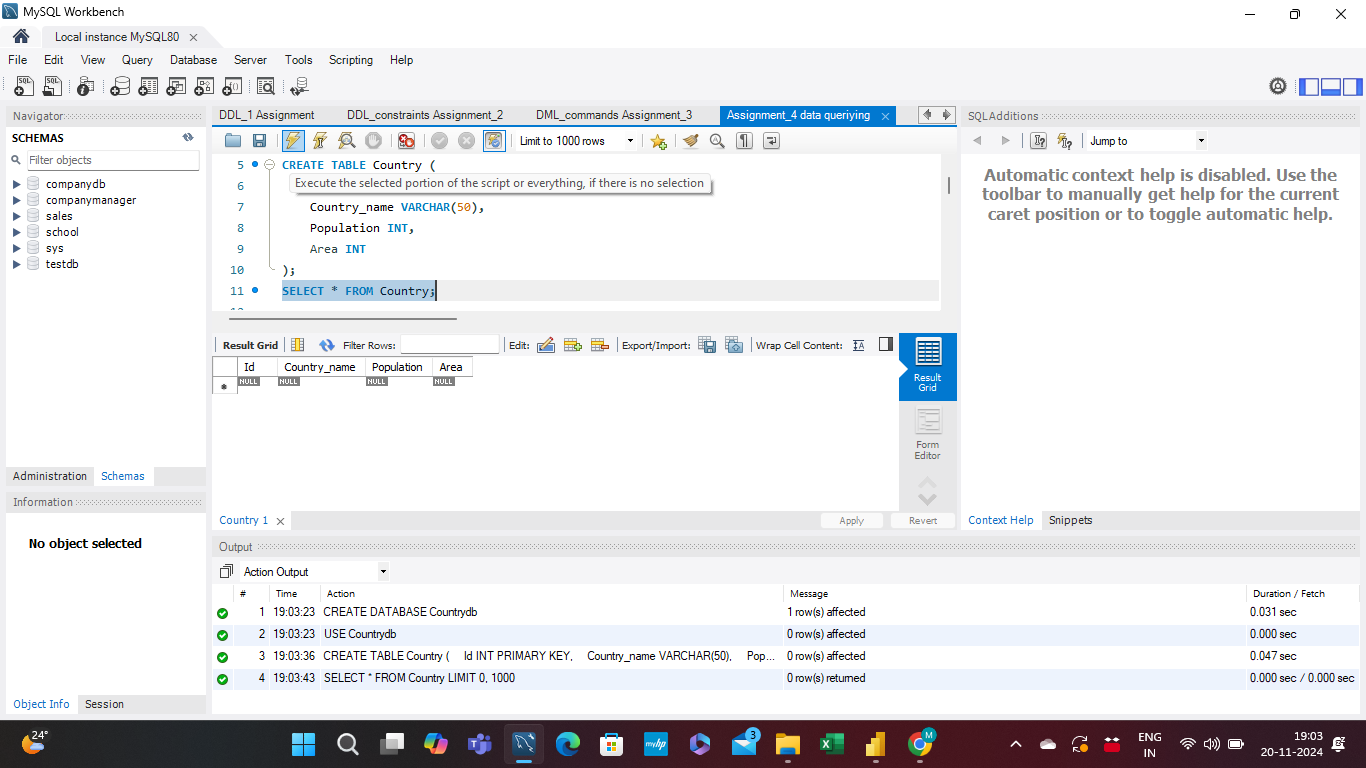 MySQL Workbench
Local instance MySQL80
File Edit View Query Database Server Tools Scripting Help
Navigator
SCHEMAS
Filter objects
companydb
companymanager
sales
school
sys
testdb
Administration Schemas
Information
No object selected
Object Info Session
DDL_1 Assignment DDL_constraints Assignment_2 DML_commands Assignment_3 Assignment_4 data queriying
Limit to 1000 rows
5 CREATE TABLE Country (
6
Execute the selected portion of the script or everything, if there is no selection
7 Country_name VARCHAR(50),
8 Population INT,
9 Area INT
10 );
11 SELECT * FROM Country;
Result Grid Filter Rows: Edit: Export/Import: Wrap Cell Content:
Id Country_name Population Area
NULL NULL NULL NULL
Result Grid
Form Editor
Country 1 Apply Revert
SQLAdditions
Jump to
Automatic context help is disabled. Use the
toolbar to manually get help for the current
caret position or to toggle automatic help.
Context Help Snippets
Output
Action Output
# Time Action Message Duration / Fetch
1 19:03:23 CREATE DATABASE Countrydb 1 row(s) affected 0.031 sec
2 19:03:23 USE Countrydb 0 row(s) affected 0.000 sec
3 19:03:36 CREATE TABLE Country ( Id INT PRIMARY KEY, Country_name VARCHAR(50), Pop... 0 row(s) affected 0.047 sec
4 19:03:43 SELECT * FROM Country LIMIT 0, 1000 0 row(s) returned 0.000 sec / 0.000 sec
24°
myhp
3
M
ENG
IN
19:03
20-11-2024